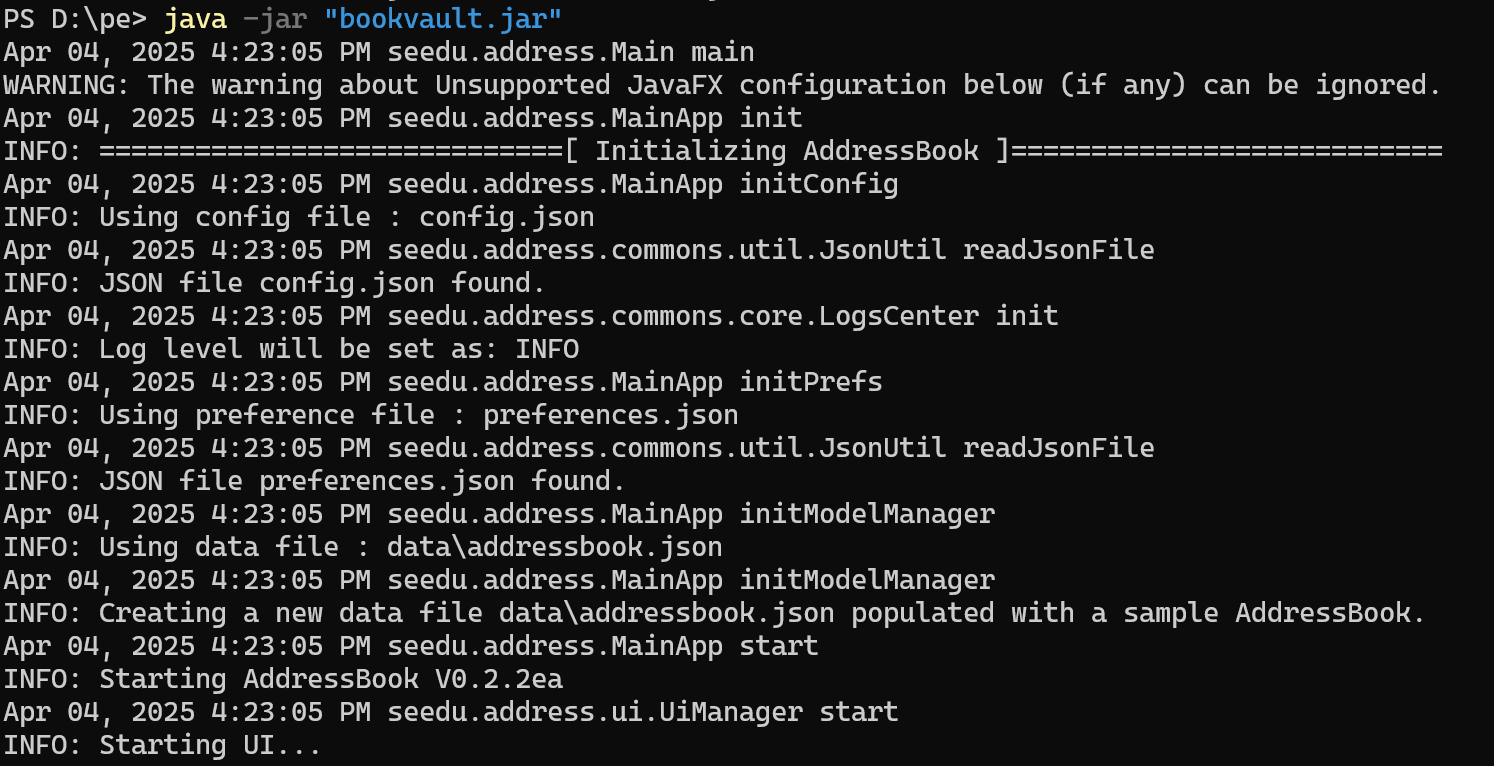 PS D:\pe> java -jar "bookvault.jar"
Apr 04, 2025 4:23:05 PM seedu.address.Main main
WARNING: The warning about Unsupported JavaFX configuration below (if any) can be ignored.
Apr 04, 2025 4:23:05 PM seedu.address.MainApp init
INFO: =============================[ Initializing AddressBook ]===========================
Apr 04, 2025 4:23:05 PM seedu.address.MainApp initConfig
INFO: Using config file : config.json
Apr 04, 2025 4:23:05 PM seedu.address.commons.util.JsonUtil readJsonFile
INFO: JSON file config.json found.
Apr 04, 2025 4:23:05 PM seedu.address.commons.core.LogsCenter init
INFO: Log level will be set as: INFO
Apr 04, 2025 4:23:05 PM seedu.address.MainApp initPrefs
INFO: Using preference file : preferences.json
Apr 04, 2025 4:23:05 PM seedu.address.commons.util.JsonUtil readJsonFile
INFO: JSON file preferences.json found.
Apr 04, 2025 4:23:05 PM seedu.address.MainApp initModelManager
INFO: Using data file : data\addressbook.json
Apr 04, 2025 4:23:05 PM seedu.address.MainApp initModelManager
INFO: Creating a new data file data\addressbook.json populated with a sample AddressBook.
Apr 04, 2025 4:23:05 PM seedu.address.MainApp start
INFO: Starting AddressBook V0.2.2ea
Apr 04, 2025 4:23:05 PM seedu.address.ui.UiManager start
INFO: Starting UI...